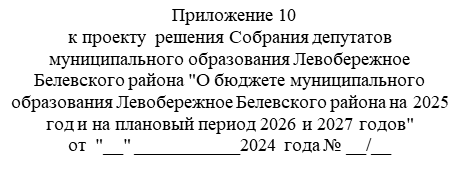 Приложение 10
к проекту решения Собрания депутатов
муниципального образования Левобережное
Белевского района "О бюджете муниципального
образования Левобережное Белевского района на 2025
год и на плановый период 2026 и 2027 годов"
от "__" ____________2024 года № __/__